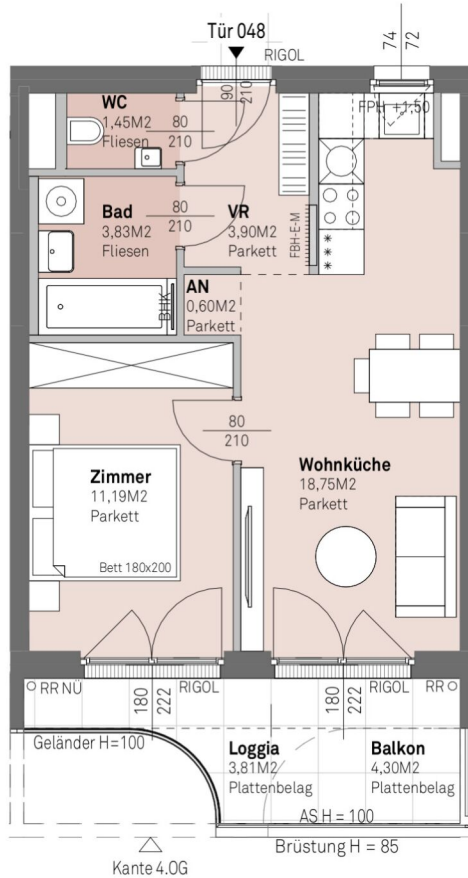 Tür 048
RIGOL
74
72
90
210
FPH +1,50
WC
1,45M2
Fliesen
80
210
Bad
3,83M2
Fliesen
80
210
VR
3,90M2
Parkett
FBH-E-M
AN
0,60M2
Parkett
BHK
80
210
Zimmer
11,19M2
Parkett
Bett 180x200
Wohnküche
18,75M2
Parkett
RR NÜ
180
222
RIGOL
180
222
RIGOL
RR
Geländer H=100
Loggia
3,81M2
Plattenbelag
Balkon
4,30M2
Plattenbelag
AS H = 100
Brüstung H = 85
Kante 4.OG